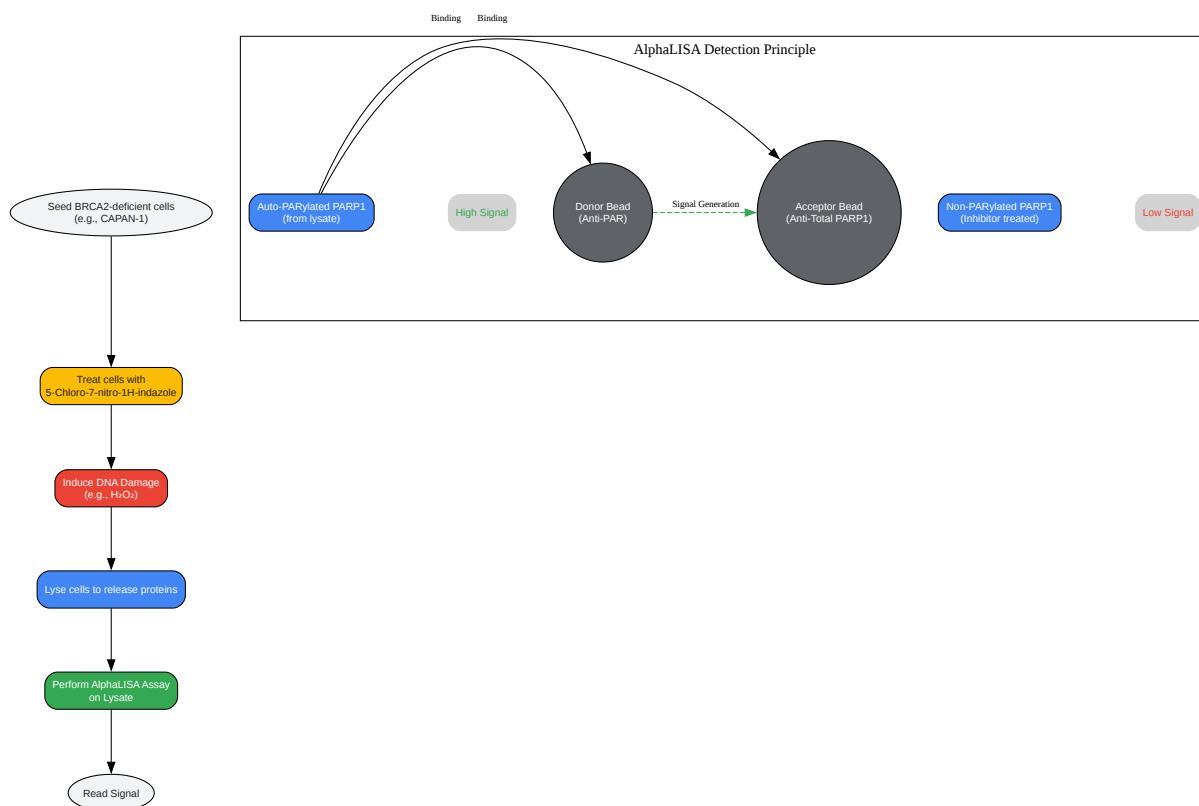 Binding Binding
AlphaLISA Detection Principle
Seed BRCA2-deficient cells
(e.g., CAPAN-1)
Auto-PARylated PARP1
(from lysate)
High Signal
Donor Bead
(Anti-PAR)
Signal Generation
Acceptor Bead
(Anti-Total PARP1)
Non-PARylated PARP1
(Inhibitor treated)
Low Signal
Treat cells with
5-Chloro-7-nitro-1H-indazole
Induce DNA Damage
(e.g., H₂O₂)
Lyse cells to release proteins
Perform AlphaLISA Assay
on Lysate
Read Signal